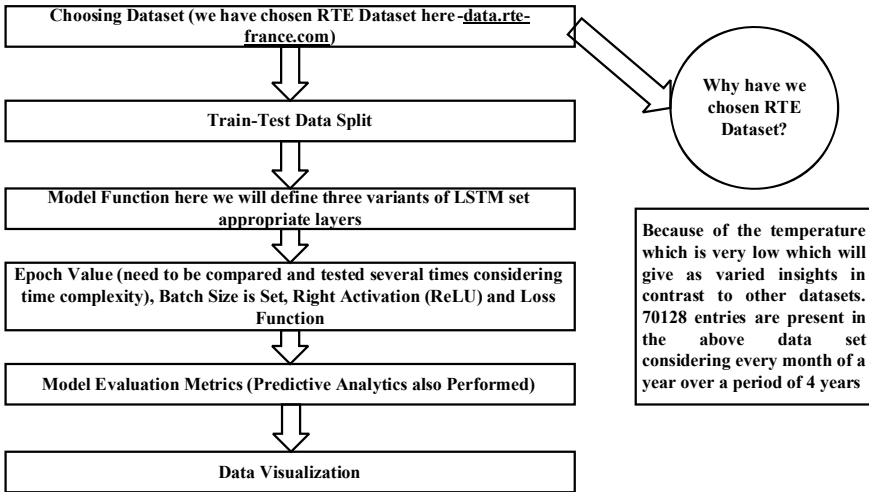 Choosing Dataset (we have chosen RTE Dataset here -data.rte-
france.com)
Train-Test Data Split
Model Function here we will define three variants of LSTM set
appropriate layers
Epoch Value (need to be compared and tested several times considering
time complexity), Batch Size is Set, Right Activation (ReLU) and Loss
Function
Model Evaluation Metrics (Predictive Analytics also Performed)
Data Visualization
Why have we
chosen RTE
Dataset?
Because of the temperature
which is very low which will
give as varied insights in
contrast to other datasets.
70128 entries are present in
the above data set
considering every month of a
year over a period of 4 years